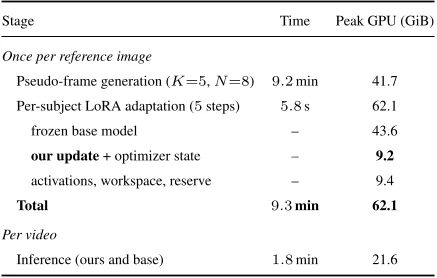 Stage Time Peak GPU (GiB)
Once per reference image
Pseudo-frame generation (K=5, N=8) 9.2 min 41.7
Per-subject LoRA adaptation (5 steps) 5.8 s 62.1
frozen base model – 43.6
our update + optimizer state – 9.2
activations, workspace, reserve – 9.4
Total 9.3 min 62.1
Per video
Inference (ours and base) 1.8 min 21.6